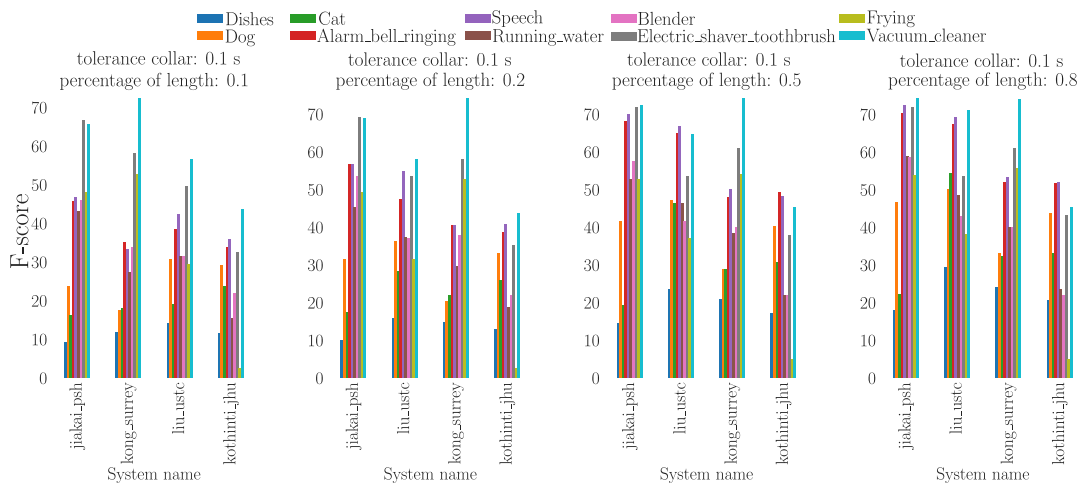 Dishes Cat Speech Blender Frying
Dog Alarm_bell_ringing Running_water Electric_shaver_toothbrush Vacuum_cleaner
tolerance collar: 0.1 s
percentage of length: 0.1
tolerance collar: 0.1 s
percentage of length: 0.2
tolerance collar: 0.1 s
percentage of length: 0.5
tolerance collar: 0.1 s
percentage of length: 0.8
F-score
70
60
50
40
30
20
10
0
jiakai_psh
kong_surrey
liu_ustc
kothinti_jhu
System name
70
60
50
40
30
20
10
0
jiakai_psh
liu_ustc
kong_surrey
kothinti_jhu
System name
70
60
50
40
30
20
10
0
jiakai_psh
liu_ustc
kong_surrey
kothinti_jhu
System name
70
60
50
40
30
20
10
0
jiakai_psh
liu_ustc
kong_surrey
kothinti_jhu
System name